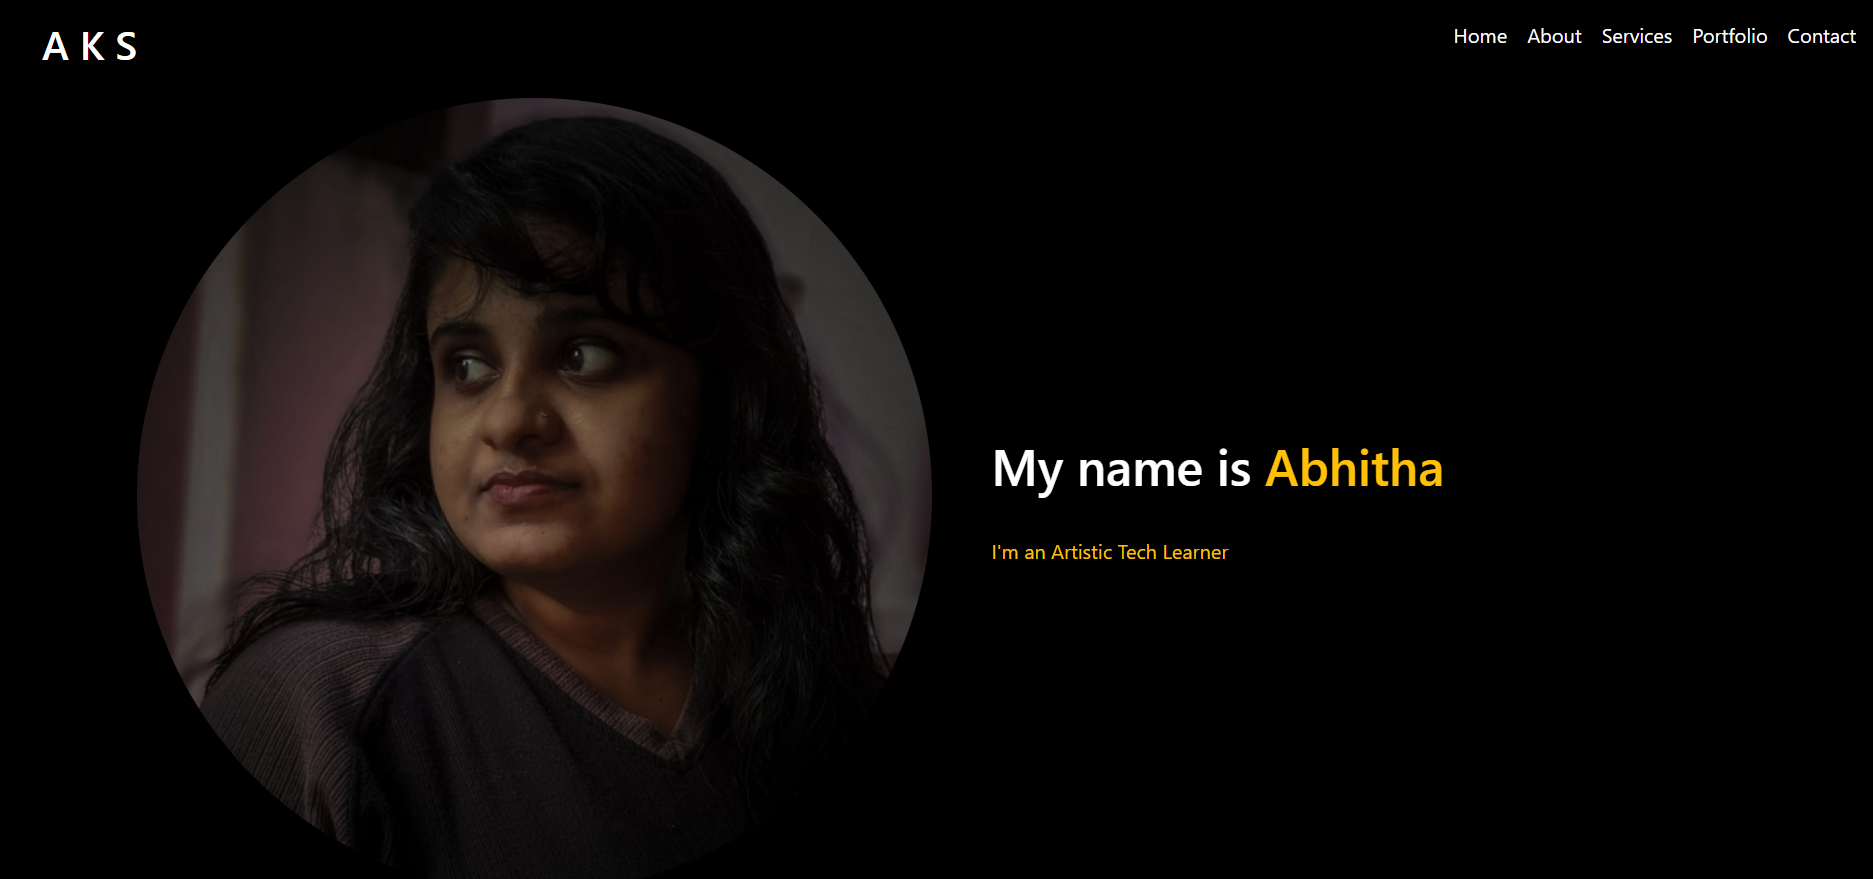 A K S
Home About Services Portfolio Contact
My name is Abhitha
I'm an Artistic Tech Learner